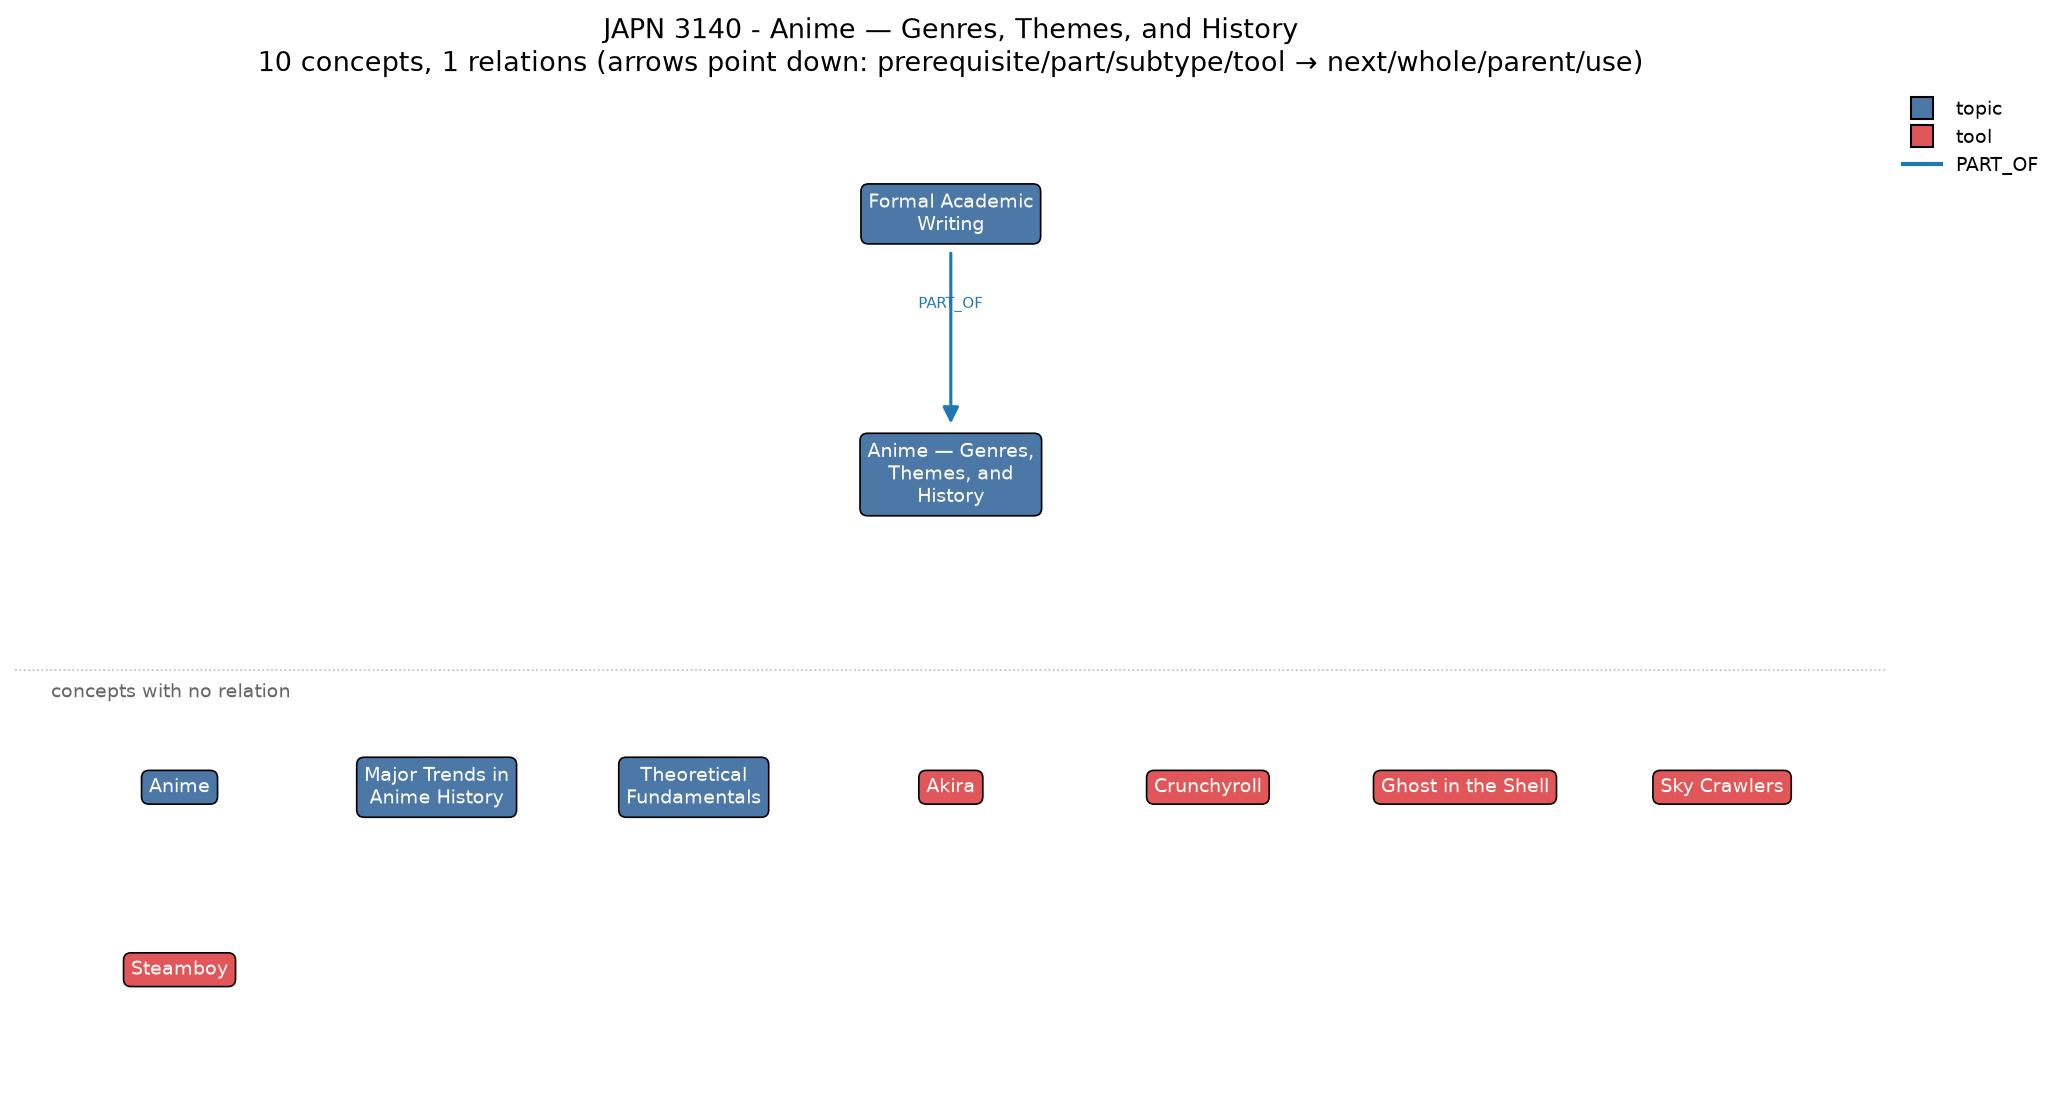 JAPN 3140 - Anime — Genres, Themes, and History
10 concepts, 1 relations (arrows point down: prerequisite/part/subtype/tool → next/whole/parent/use)
topic
tool
PART_OF
Formal Academic
Writing
PART_OF
Anime — Genres,
Themes, and
History
concepts with no relation
Anime
Major Trends in
Anime History
Theoretical
Fundamentals
Akira
Crunchyroll
Ghost in the Shell
Sky Crawlers
Steamboy